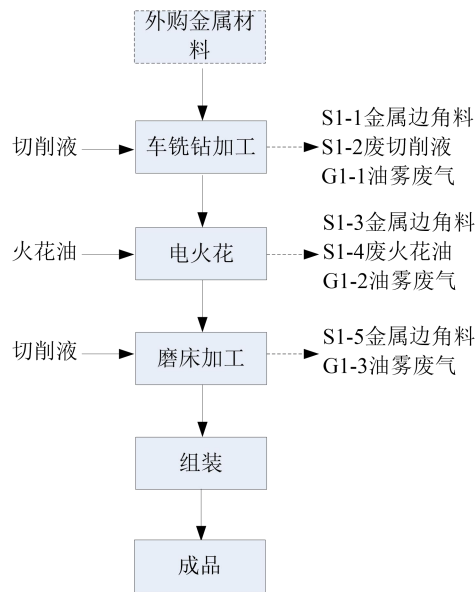 外购金属材
料
切削液
车铣钻加工
S1-1金属边角料
S1-2废切削液
G1-1油雾废气
火花油
电火花
S1-3金属边角料
S1-4废火花油
G1-2油雾废气
切削液
磨床加工
S1-5金属边角料
G1-3油雾废气
组装
成品